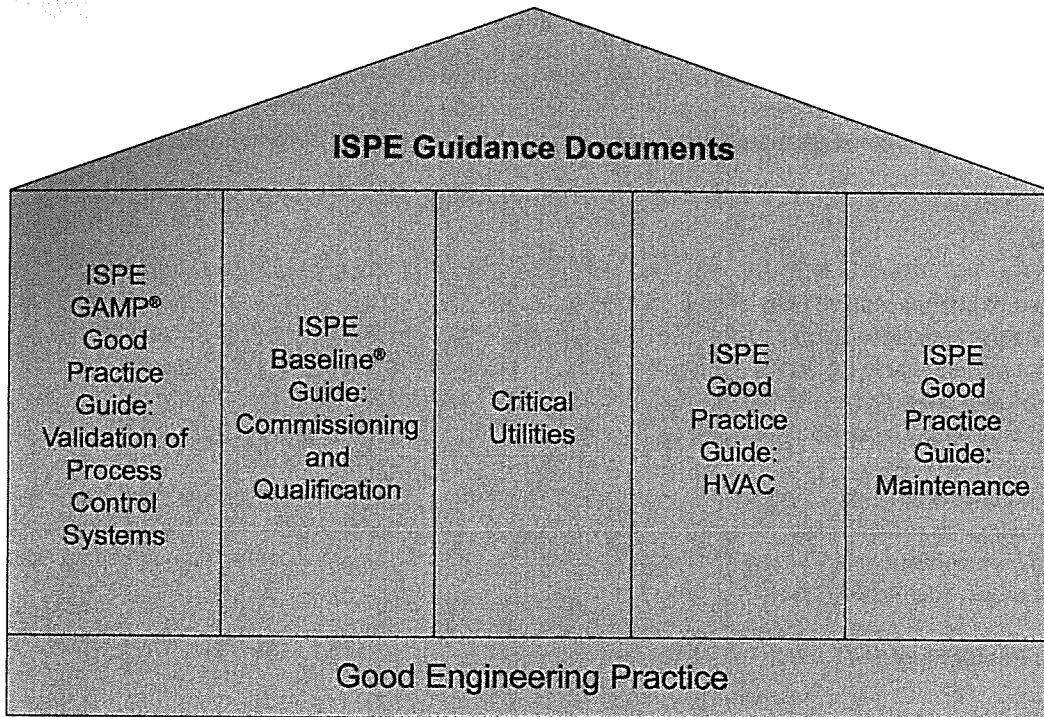 ISPE Guidance Documents
ISPE
GAMP®
Good
Practice
Guide:
Validation of
Process
Control
Systems
ISPE
Baseline®
Guide:
Commissioning
and
Qualification
Critical
Utilities
ISPE
Good
Practice
Guide:
HVAC
ISPE
Good
Practice
Guide:
Maintenance
Good Engineering Practice